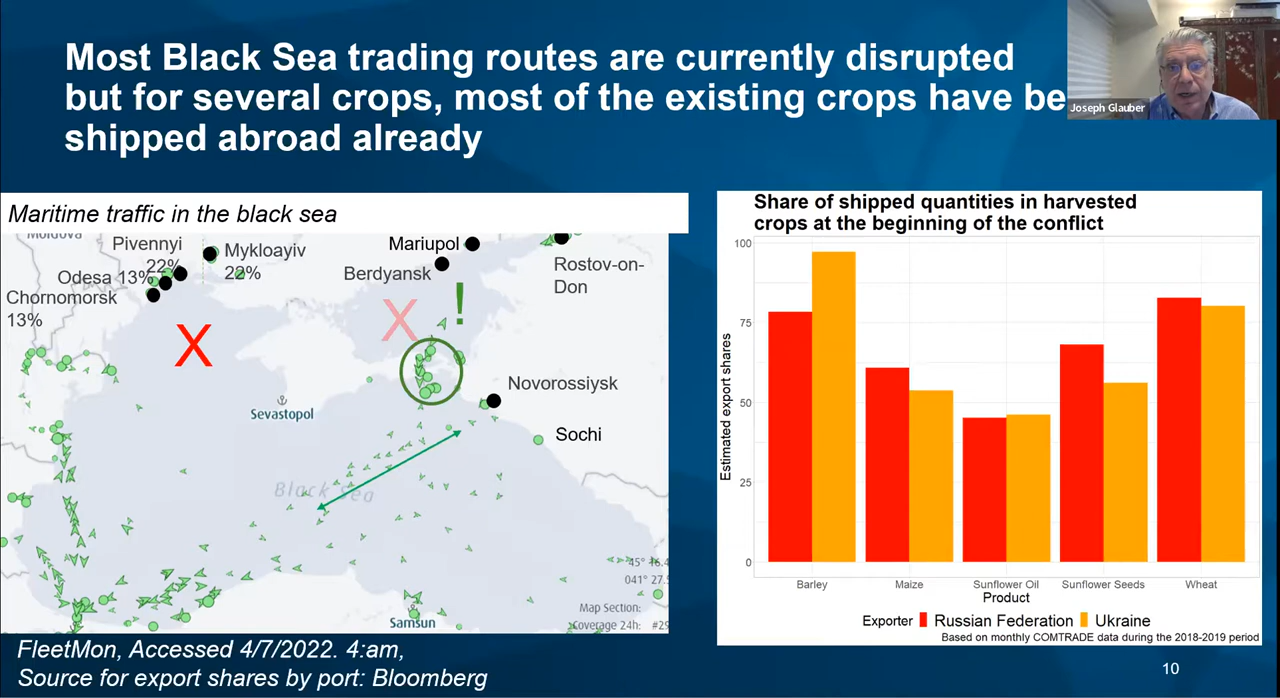 Most Black Sea trading routes are currently disrupted
but for several crops, most of the existing crops have be
shipped abroad already
Joseph Glauber
Maritime traffic in the black sea
Moldova
Pivennyi
22%
Mykloayiv
22%
Odesa 13%
Chornomorsk
13%
Mariupol
Berdyansk
Rostov-on-
Don
X
X
!
Novorossiysk
Sevastopol
Sochi
Black Sea
Samsun
45° 16.4
041° 27.5
Map Section:
Coverage 24h: #29
FleetMon, Accessed 4/7/2022. 4:am,
Source for export shares by port: Bloomberg
Share of shipped quantities in harvested
crops at the beginning of the conflict
Estimated export shares
100
75
50
25
0
Barley Maize Sunflower Oil Sunflower Seeds Wheat
Product
Exporter Russian Federation Ukraine
Based on monthly COMTRADE data during the 2018-2019 period
10